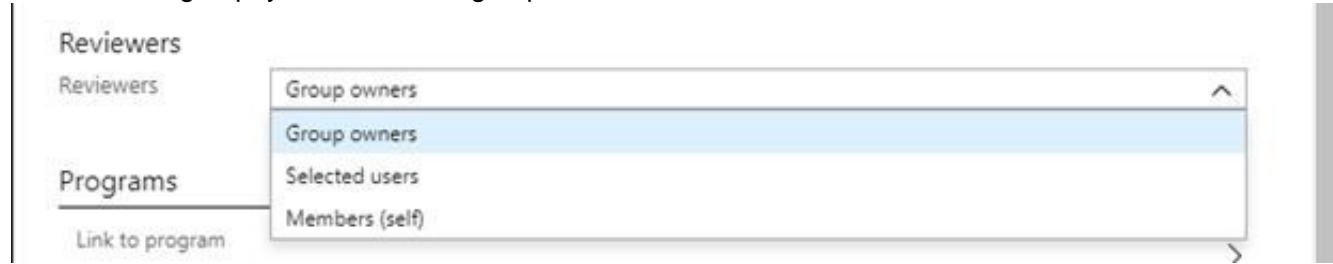 Reviewers
Reviewers
Group owners
Group owners
Selected users
Members (self)
Programs
Link to program